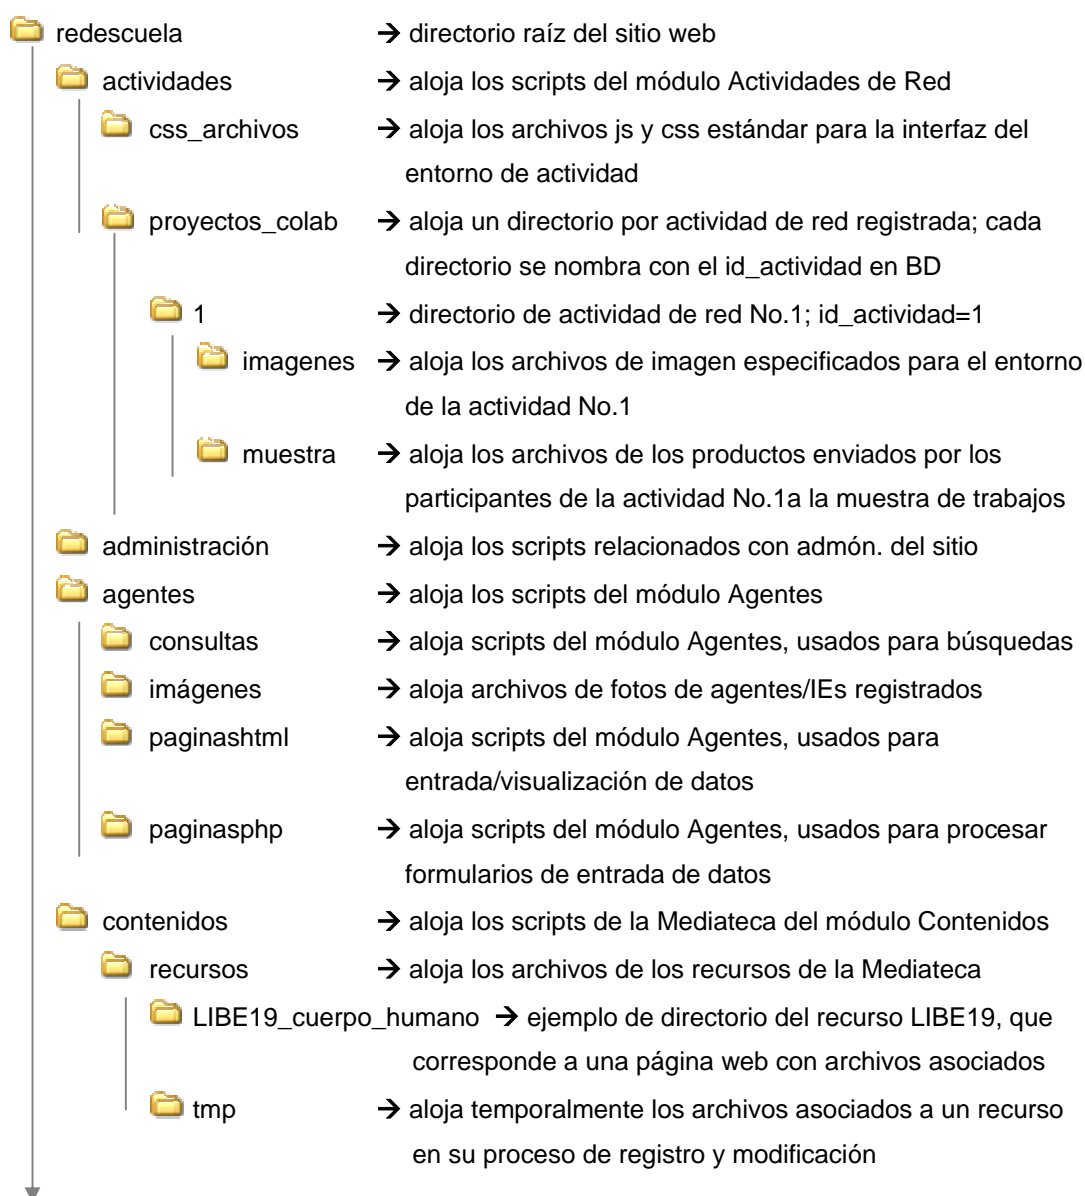 redescuela → directorio raíz del sitio web
actividades → aloja los scripts del módulo Actividades de Red
css_archivos → aloja los archivos js y css estándar para la interfaz del
entorno de actividad
proyectos_colab → aloja un directorio por actividad de red registrada; cada
directorio se nombra con el id_actividad en BD
1 → directorio de actividad de red No.1; id_actividad=1
imagenes → aloja los archivos de imagen especificados para el entorno
de la actividad No.1
muestra → aloja los archivos de los productos enviados por los
participantes de la actividad No.1a la muestra de trabajos
administración → aloja los scripts relacionados con admón. del sitio
agentes → aloja los scripts del módulo Agentes
consultas → aloja scripts del módulo Agentes, usados para búsquedas
imágenes → aloja archivos de fotos de agentes/IEs registrados
paginashtml → aloja scripts del módulo Agentes, usados para
entrada/visualización de datos
paginasphp → aloja scripts del módulo Agentes, usados para procesar
formularios de entrada de datos
contenidos → aloja los scripts de la Mediateca del módulo Contenidos
recursos → aloja los archivos de los recursos de la Mediateca
LIBE19_cuerpo_humano → ejemplo de directorio del recurso LIBE19, que
corresponde a una página web con archivos asociados
tmp → aloja temporalmente los archivos asociados a un recurso
en su proceso de registro y modificación